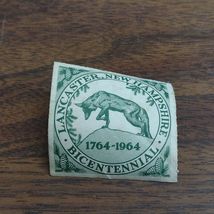 LANCASTER, NEW HAMPSHIRE
1764-1964
BICENTENNIAL